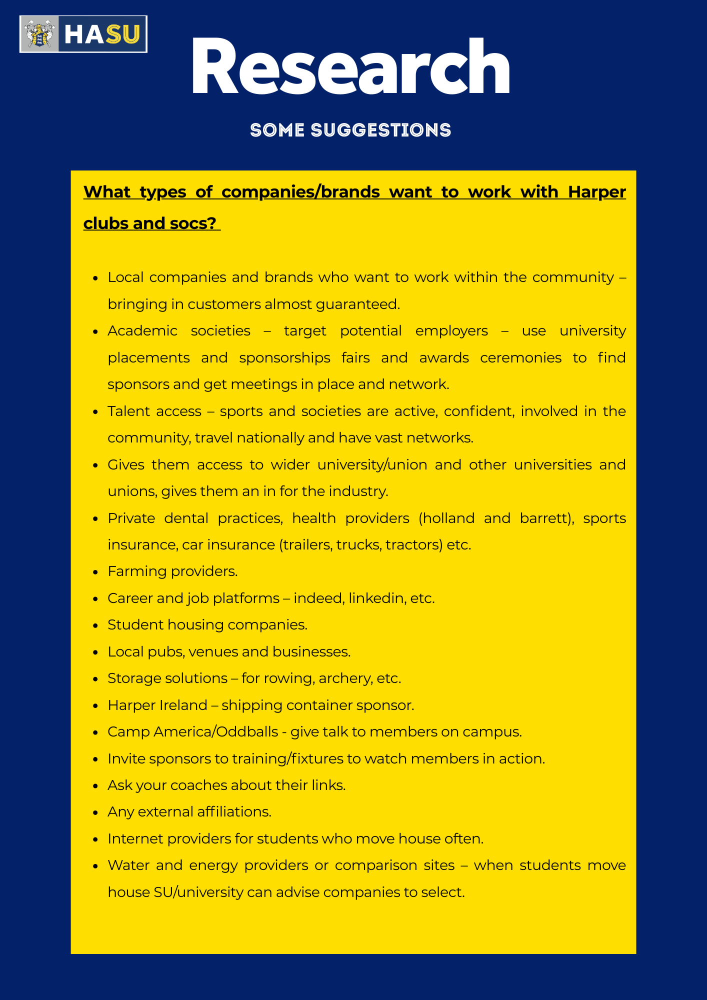 HASU
Research
SOME SUGGESTIONS
What types of companies/brands want to work with Harper
clubs and socs?
• Local companies and brands who want to work within the community –
bringing in customers almost guaranteed.
• Academic societies – target potential employers – use university
placements and sponsorships fairs and awards ceremonies to find
sponsors and get meetings in place and network.
• Talent access – sports and societies are active, confident, involved in the
community, travel nationally and have vast networks.
• Gives them access to wider university/union and other universities and
unions, gives them an in for the industry.
• Private dental practices, health providers (holland and barrett), sports
insurance, car insurance (trailers, trucks, tractors) etc.
• Farming providers.
• Career and job platforms – indeed, linkedin, etc.
• Student housing companies.
• Local pubs, venues and businesses.
• Storage solutions – for rowing, archery, etc.
• Harper Ireland – shipping container sponsor.
• Camp America/Oddballs - give talk to members on campus.
• Invite sponsors to training/fixtures to watch members in action.
• Ask your coaches about their links.
• Any external affiliations.
• Internet providers for students who move house often.
• Water and energy providers or comparison sites – when students move
house SU/university can advise companies to select.